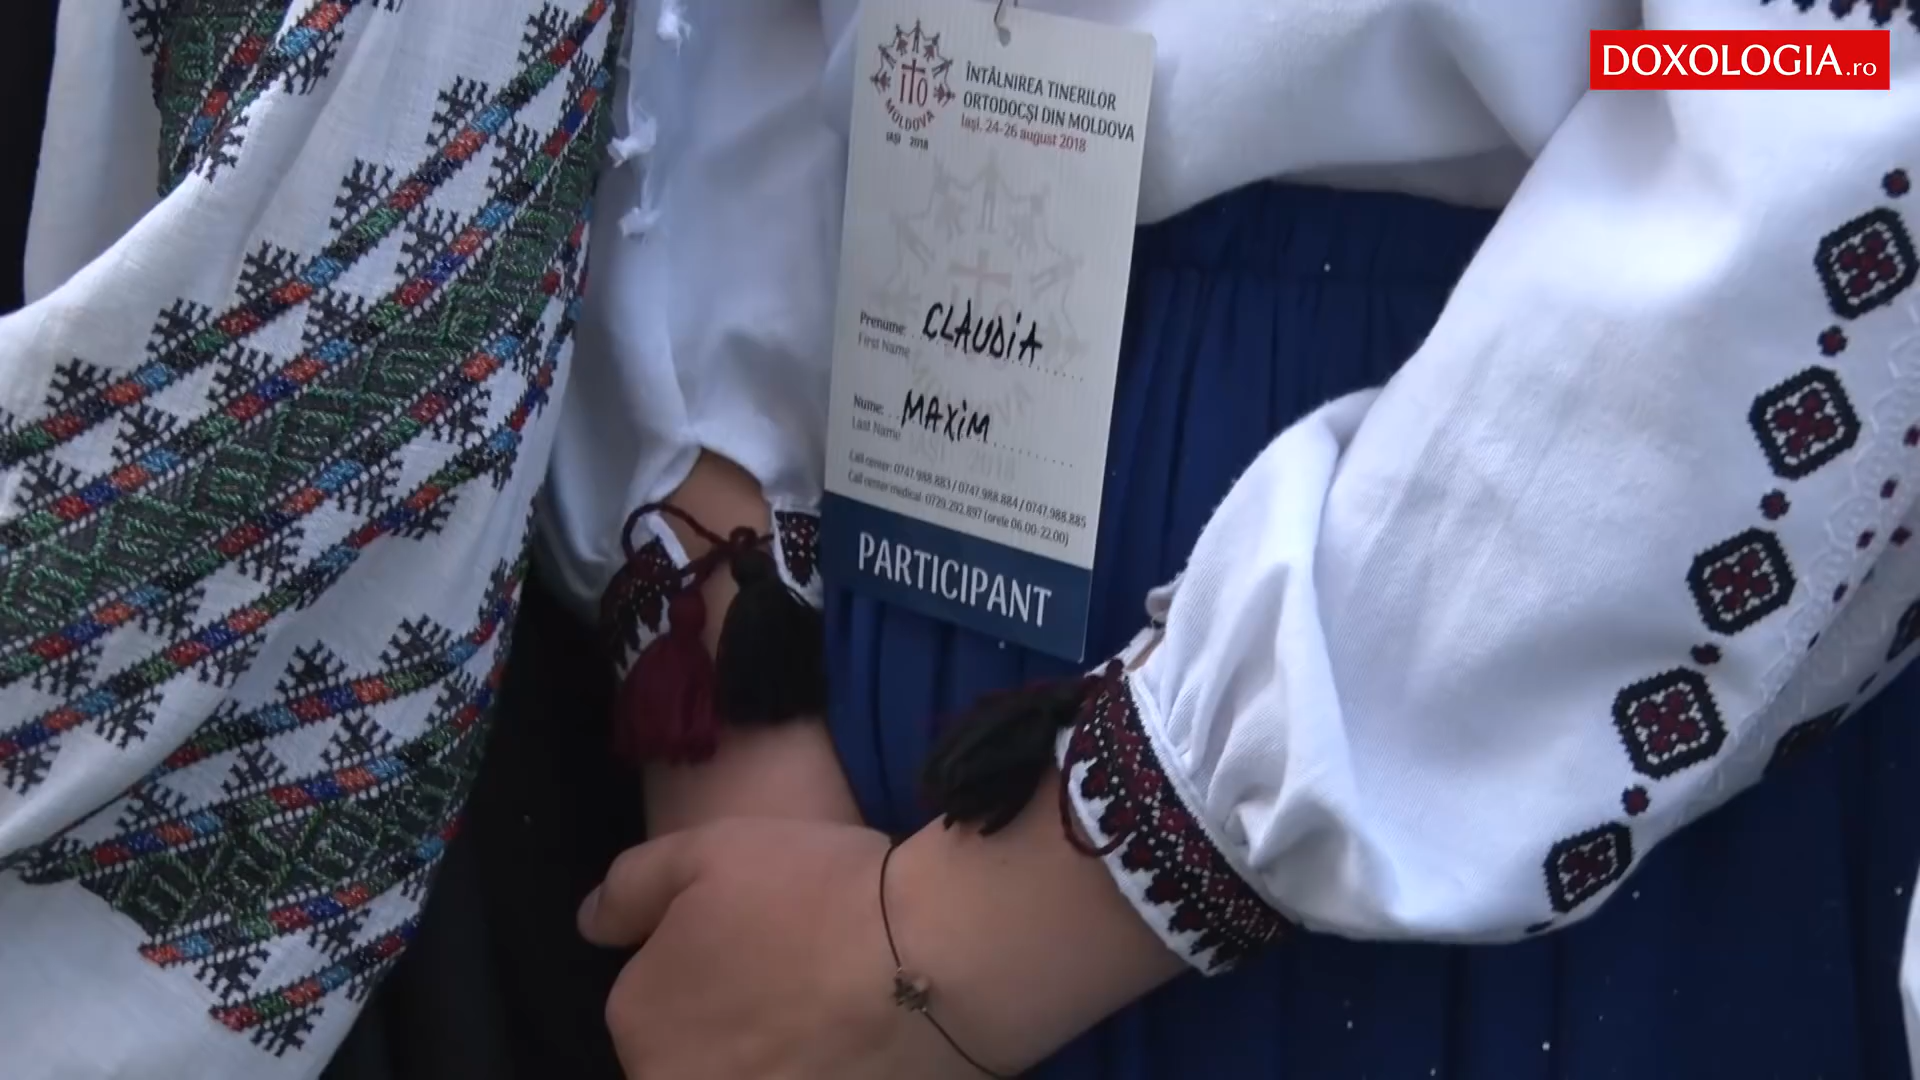 DOXOLOGIA.ro
ITO
MOLDOVA
IAȘI 2018
ÎNTÂLNIREA TINERILOR
ORTODOCȘI DIN MOLDOVA
Iași, 24-26 august 2018
Prenume: CLAUDiA
First Name
Nume: MAXiM
Last Name
Call center: 0747.988.883 / 0747.988.884 / 0747.988.885
Call center medical: 0729.292.897 (orele 06.00-22.00)
PARTICIPANT